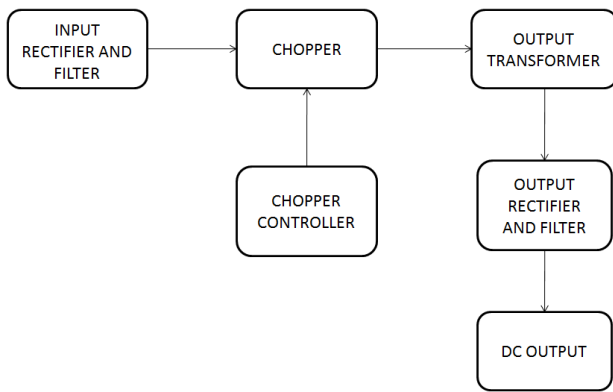 INPUT
RECTIFIER AND
FILTER
CHOPPER
OUTPUT
TRANSFORMER
CHOPPER
CONTROLLER
OUTPUT
RECTIFIER
AND FILTER
DC OUTPUT